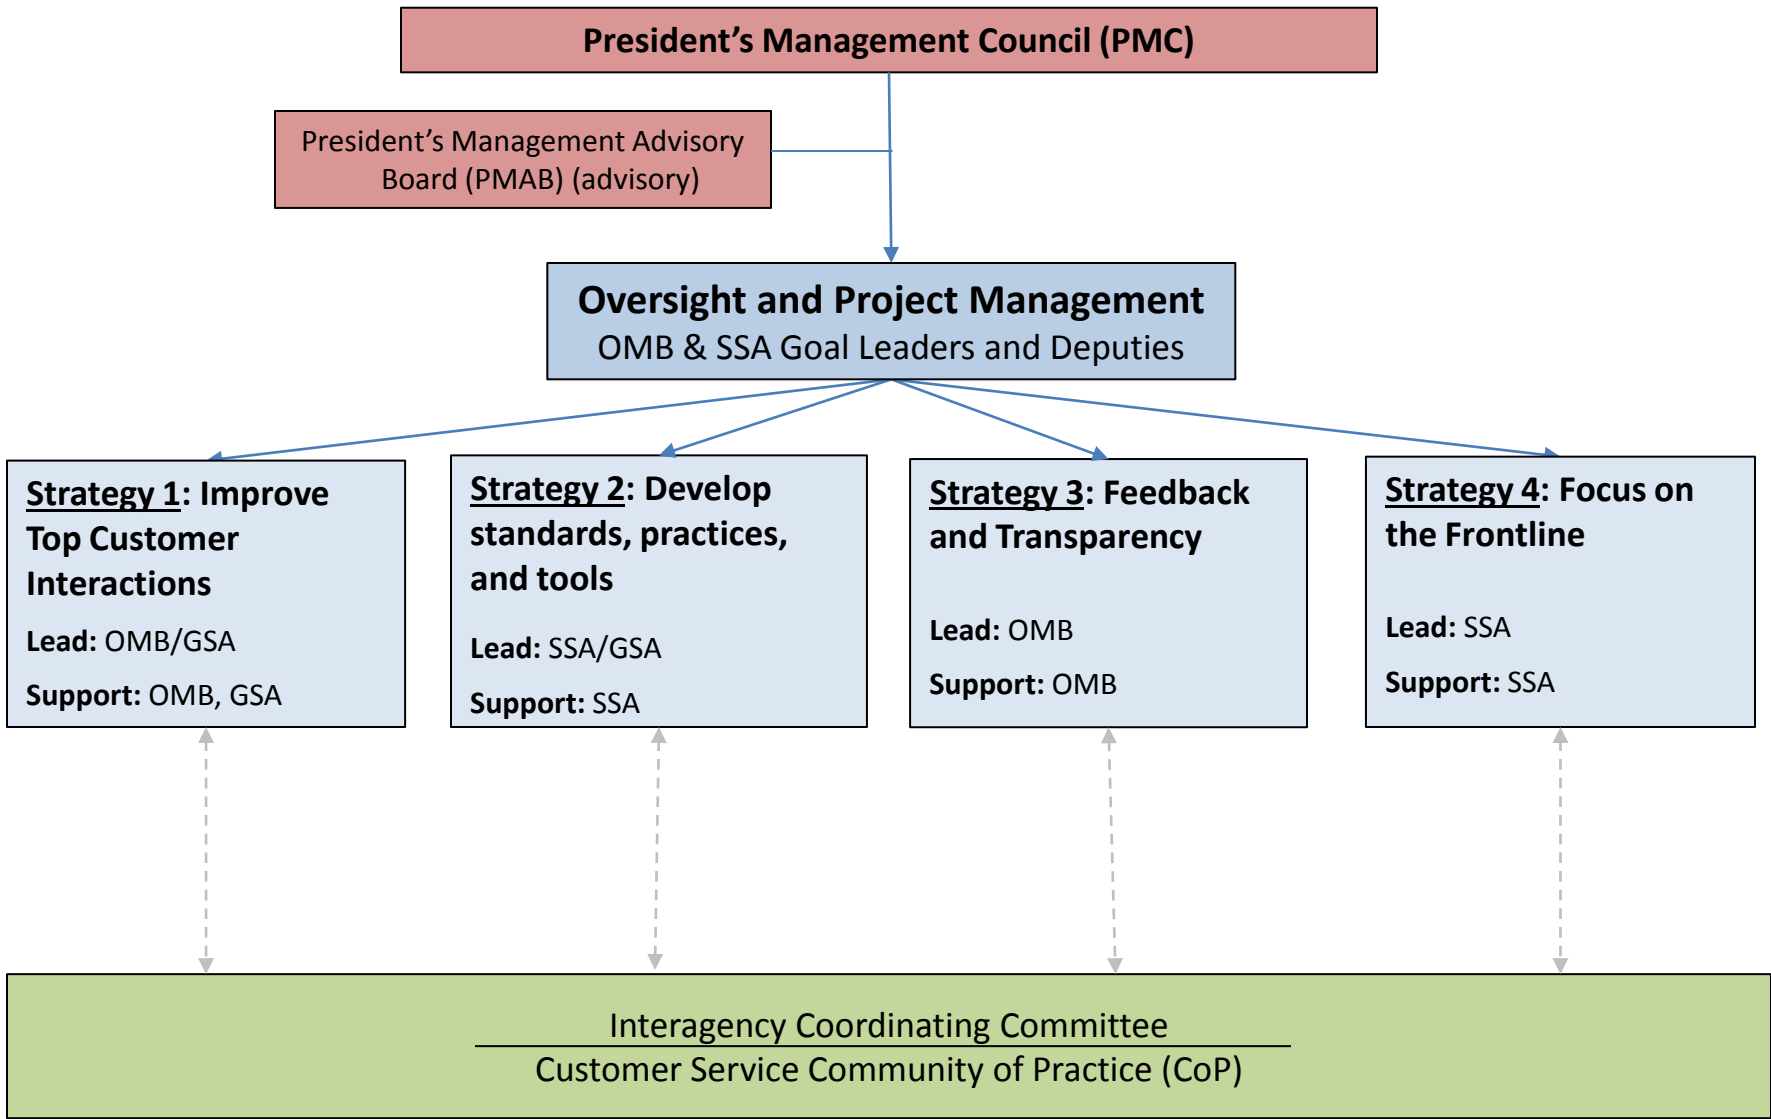 President’s Management Council (PMC)
President’s Management Advisory
Board (PMAB) (advisory)
Oversight and Project Management
OMB & SSA Goal Leaders and Deputies
Strategy 1: Improve
Top Customer
Interactions
Lead: OMB/GSA
Support: OMB, GSA
Strategy 2: Develop
standards, practices,
and tools
Lead: SSA/GSA
Support: SSA
Strategy 3: Feedback
and Transparency
Lead: OMB
Support: OMB
Strategy 4: Focus on
the Frontline
Lead: SSA
Support: SSA
Interagency Coordinating Committee
Customer Service Community of Practice (CoP)